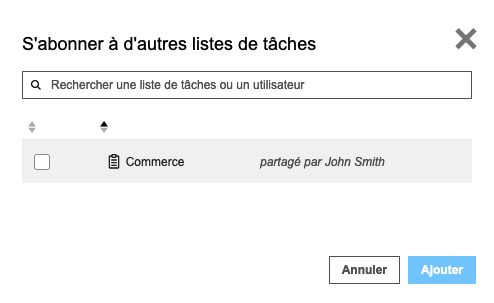 S'abonner à d'autres listes de tâches
Rechercher une liste de tâches ou un utilisateur
Commerce partagé par John Smith
Annuler Ajouter